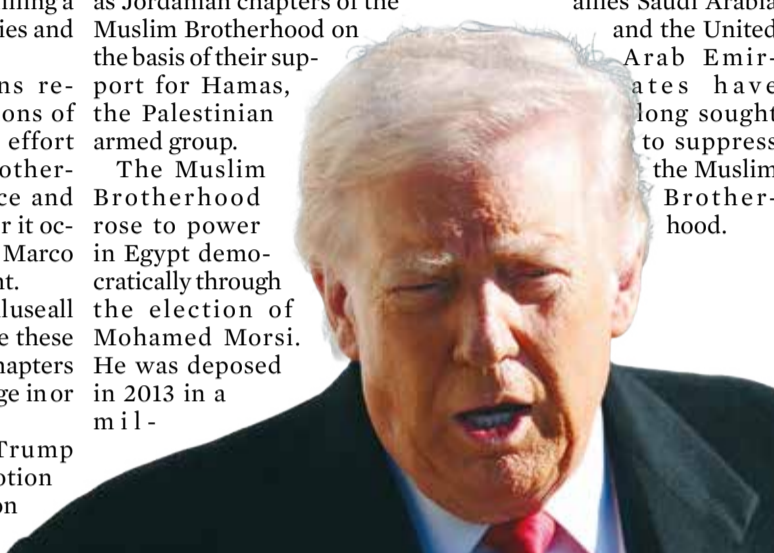 ies and
ns re-
ons of
effort
other-
ce and
r it oc-
Marco
nt.
luseall
e these
hapters
ge in or
Trump
otion
on
as Jordanian chapters of the
Muslim Brotherhood on
the basis of their sup-
port for Hamas,
the Palestinian
armed group.
The Muslim
Brotherhood
rose to power
in Egypt demo-
cratically through
the election of
Mohamed Morsi.
He was deposed
in 2013 in a
mil-
allies Saudi Arabia
and the United
Arab Emir-
ates have
long sought
to suppress
the Muslim
Brother-
hood.